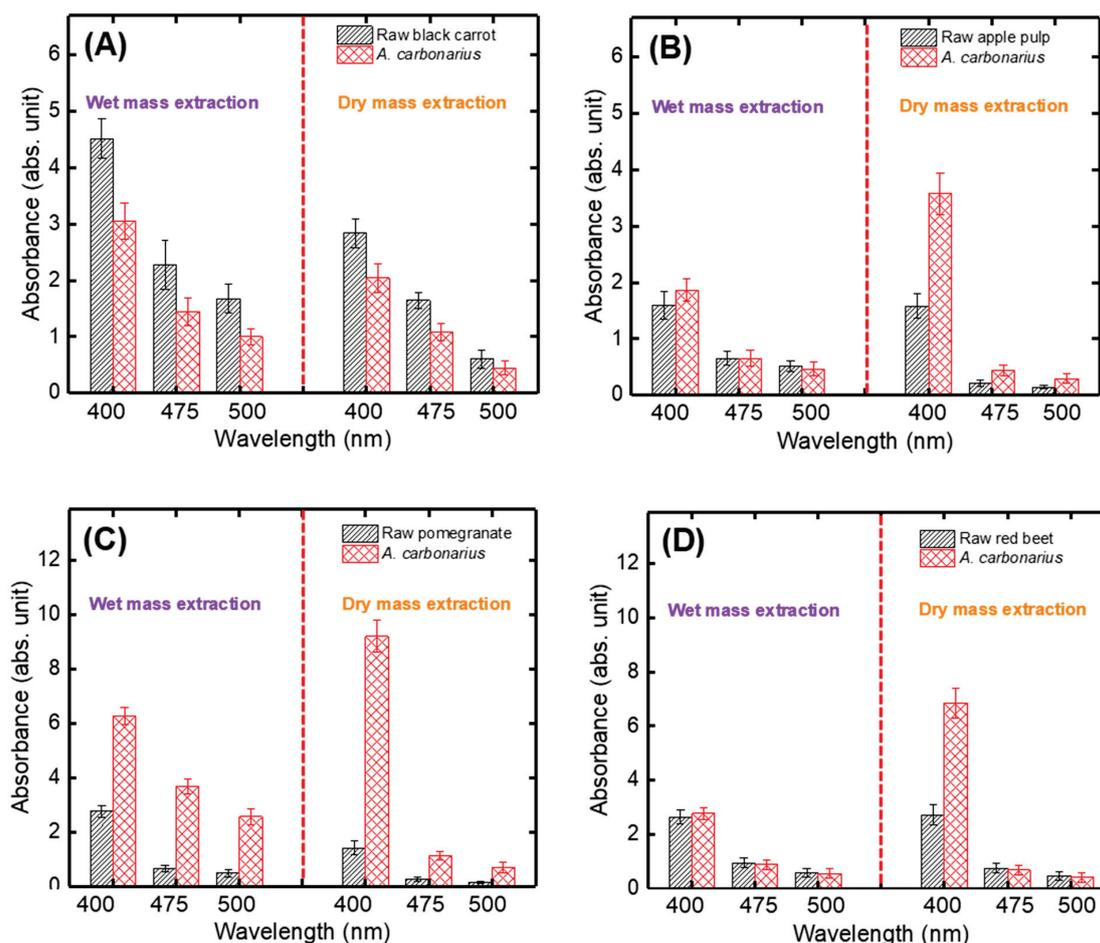 (A)
Raw black carrot
A. carbonarius
Wet mass extraction
Dry mass extraction
Absorbance (abs. unit)
6
5
4
3
2
1
0
400 475 500 400 475 500
Wavelength (nm)
(B)
Raw apple pulp
A. carbonarius
Wet mass extraction
Dry mass extraction
Absorbance (abs. unit)
6
5
4
3
2
1
0
400 475 500 400 475 500
Wavelength (nm)
(C)
Raw pomegranate
A. carbonarius
Wet mass extraction
Dry mass extraction
Absorbance (abs. unit)
12
10
8
6
4
2
0
400 475 500 400 475 500
Wavelength (nm)
(D)
Raw red beet
A. carbonarius
Wet mass extraction
Dry mass extraction
Absorbance (abs. unit)
12
10
8
6
4
2
0
400 475 500 400 475 500
Wavelength (nm)